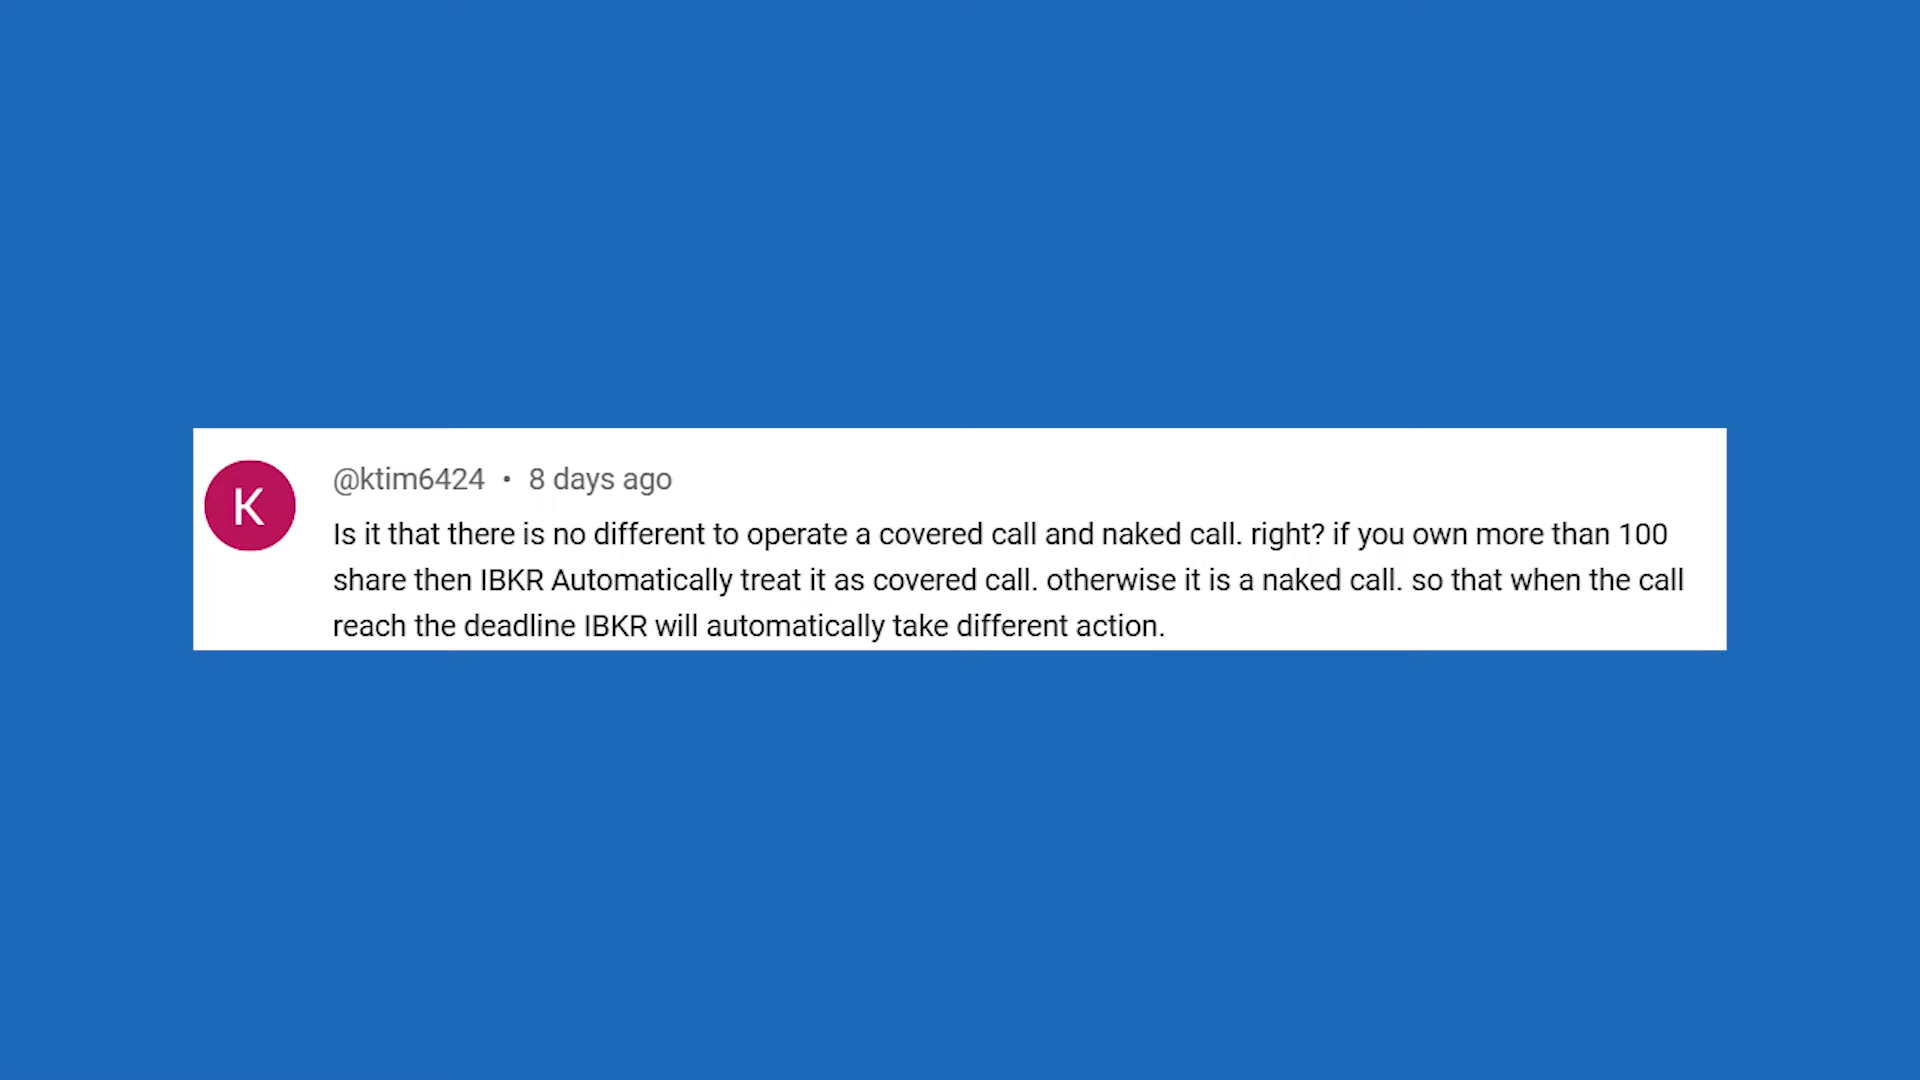 K
@ktim6424 • 8 days ago
Is it that there is no different to operate a covered call and naked call. right? if you own more than 100
share then IBKR Automatically treat it as covered call. otherwise it is a naked call. so that when the call
reach the deadline IBKR will automatically take different action.